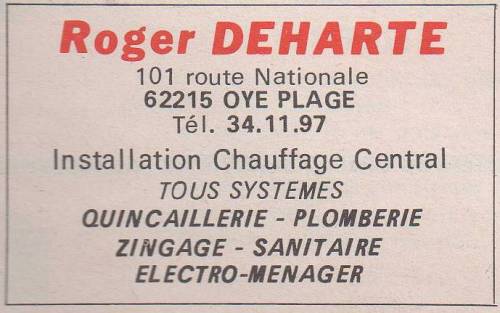 Roger DEHARTE
101 route Nationale
62215 OYE PLAGE
Tél. 34.11.97
Installation Chauffage Central
TOUS SYSTEMES
QUINCAILLERIE - PLOMBERIE
ZINGAGE - SANITAIRE
ELECTRO-MENAGER